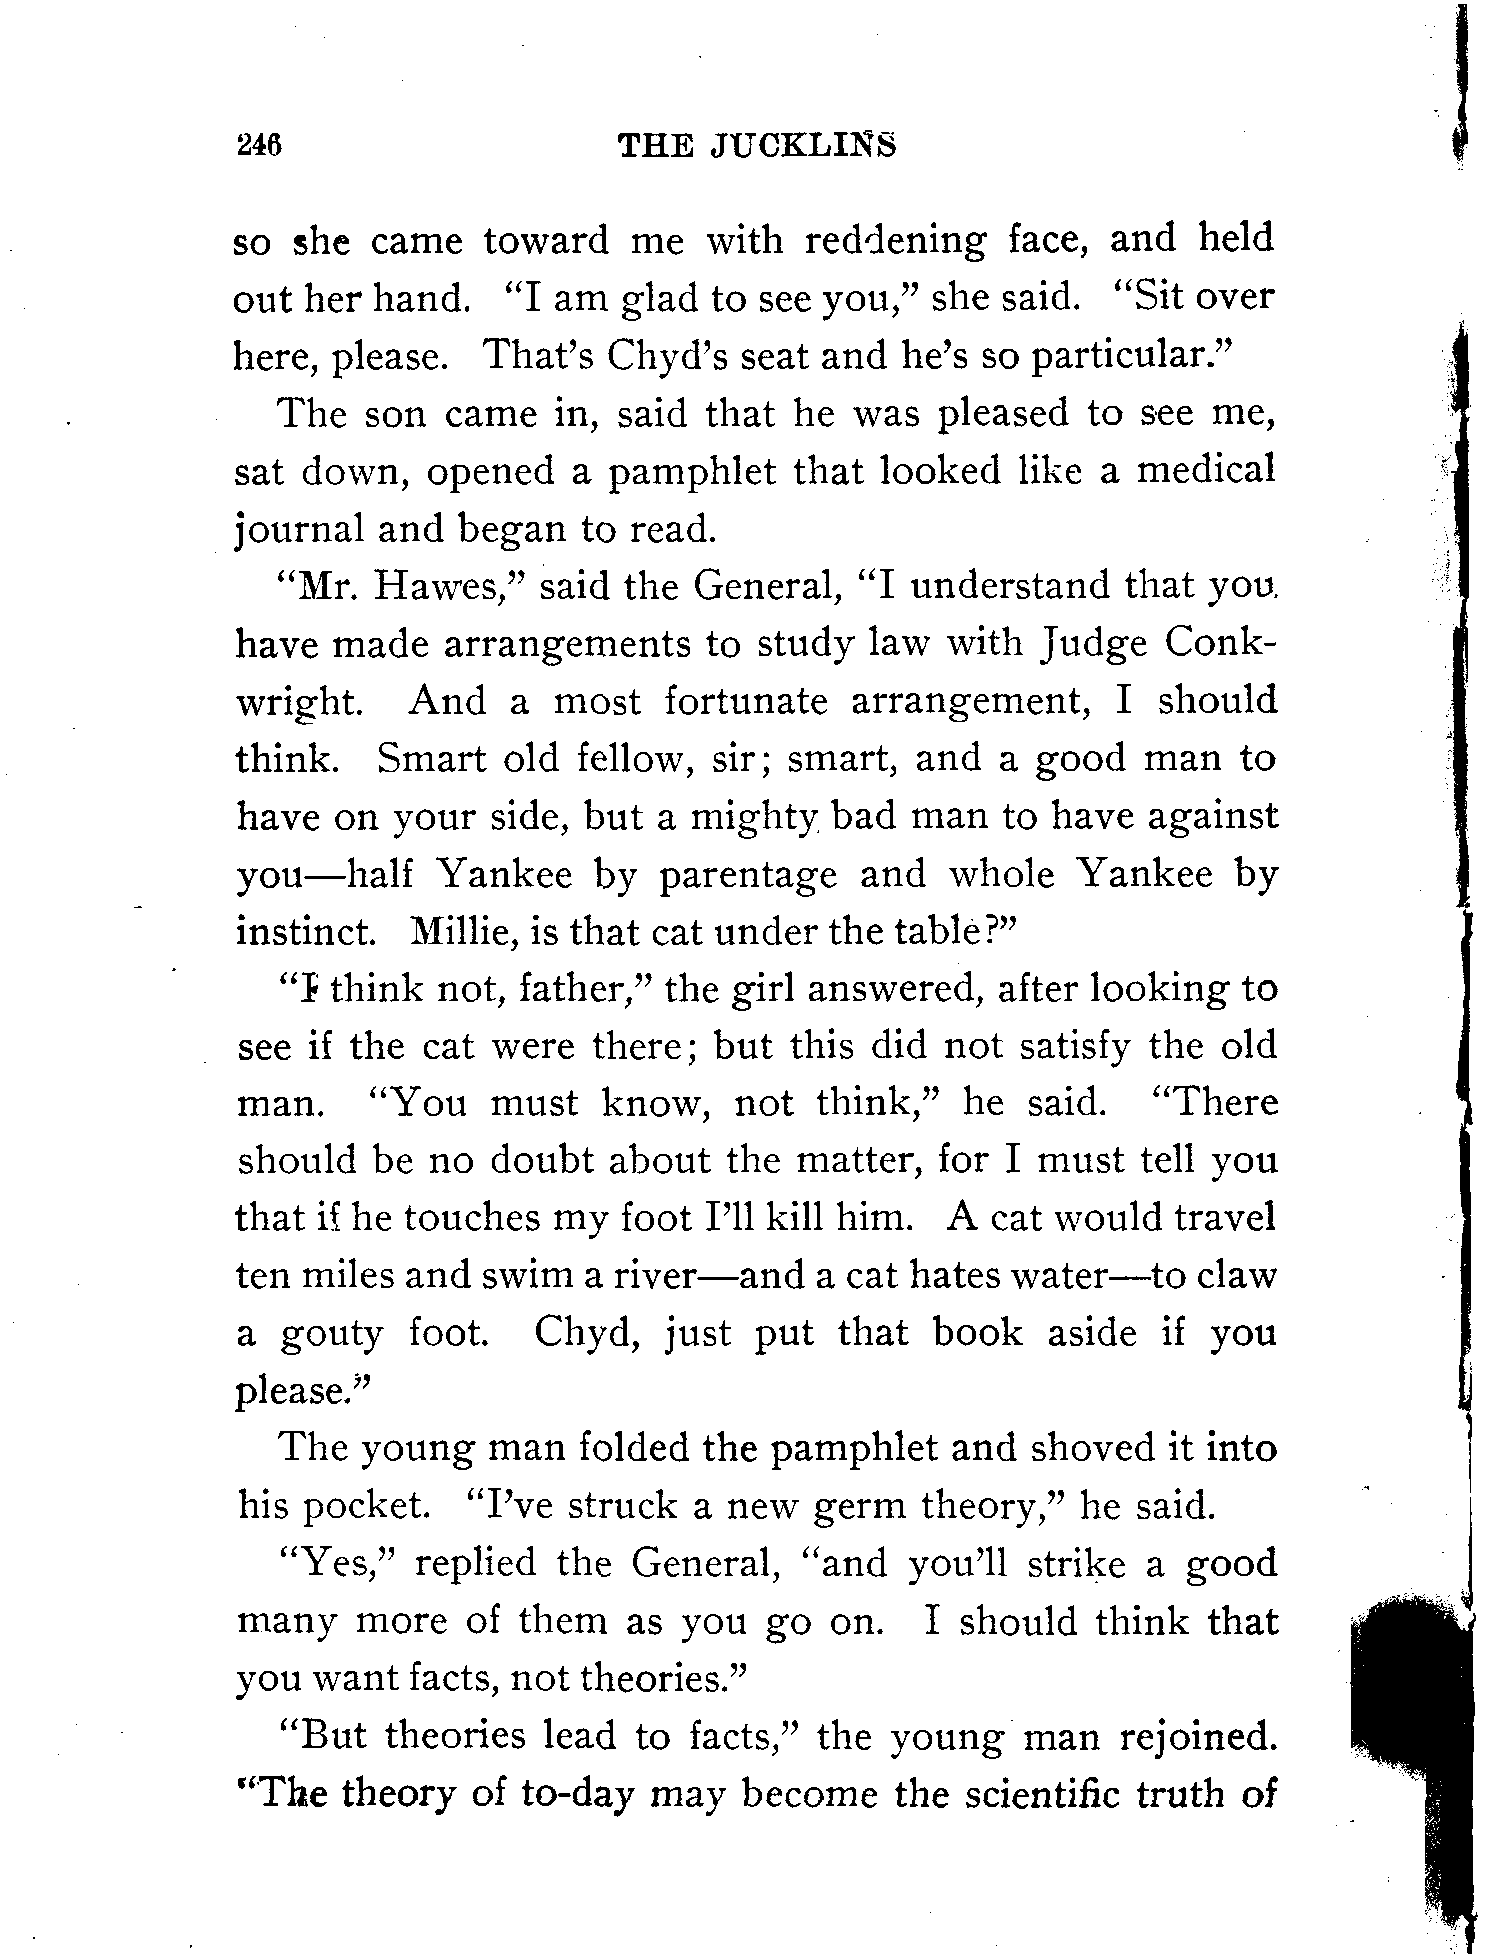 246 THE JUCKLINS
so she came toward me with reddening face, and held
out her hand. “I am glad to see you,” she said. “Sit over
here, please. That’s Chyd’s seat and he’s so particular.”
The son came in, said that he was pleased to see me,
sat down, opened a pamphlet that looked like a medical
journal and began to read.
“Mr. Hawes,” said the General, “I understand that you
have made arrangements to study law with Judge Conk-
wright. And a most fortunate arrangement, I should
think. Smart old fellow, sir; smart, and a good man to
have on your side, but a mighty bad man to have against
you—half Yankee by parentage and whole Yankee by
instinct. Millie, is that cat under the table?”
“I think not, father,” the girl answered, after looking to
see if the cat were there; but this did not satisfy the old
man. “You must know, not think,” he said. “There
should be no doubt about the matter, for I must tell you
that if he touches my foot I’ll kill him. A cat would travel
ten miles and swim a river—and a cat hates water—to claw
a gouty foot. Chyd, just put that book aside if you
please.”
The young man folded the pamphlet and shoved it into
his pocket. “I’ve struck a new germ theory,” he said.
“Yes,” replied the General, “and you’ll strike a good
many more of them as you go on. I should think that
you want facts, not theories.”
“But theories lead to facts,” the young man rejoined.
“The theory of to-day may become the scientific truth of